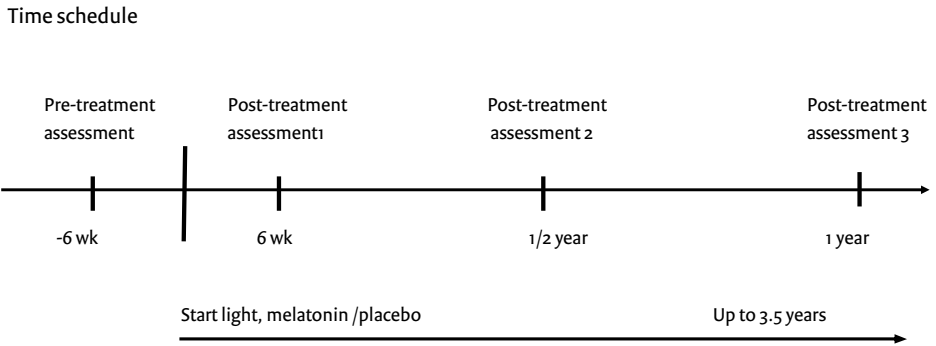 Time schedule
Pre-treatment
assessment
Post-treatment
assessment1
Post-treatment
assessment 2
Post-treatment
assessment 3
-6 wk
6 wk
1/2 year
1 year
Start light, melatonin /placebo
Up to 3.5 years